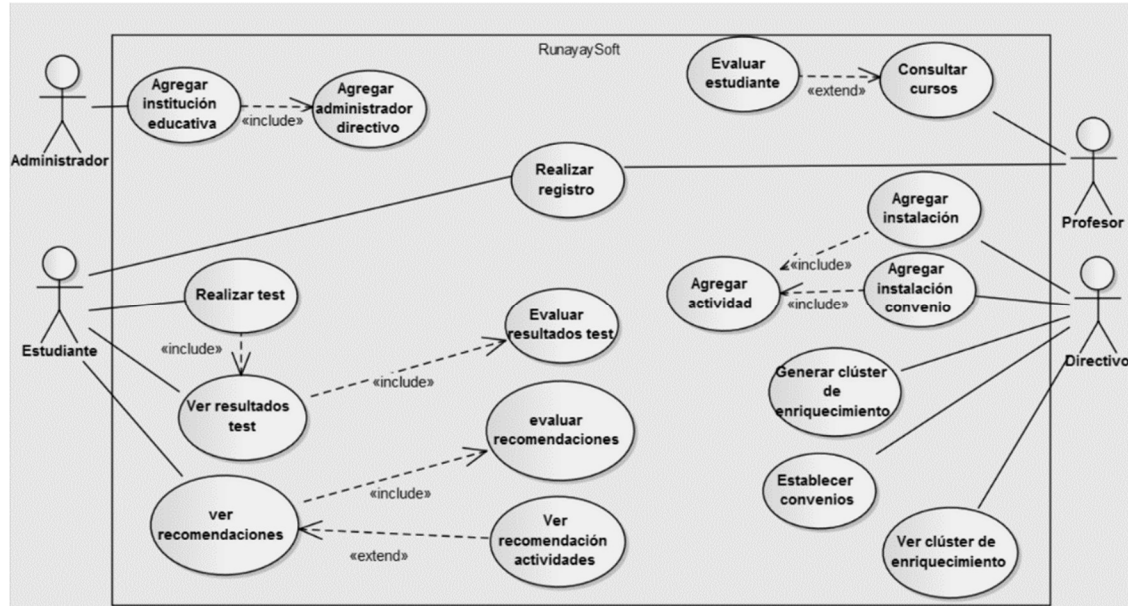 RunayaySoft
Agregar
institución
educativa
«include»
Agregar
administrador
directivo
Evaluar
estudiante
«extend»
Consultar
cursos
Administrador
Realizar
registro
Profesor
Agregar
instalación
«include»
Agregar
actividad
«include»
Agregar
instalación
convenio
Directivo
Estudiante
Realizar test
«include»
Ver resultados
test
«include»
Evaluar
resultados test
Generar clúster
de
enriquecimiento
evaluar
recomendaciones
«include»
ver
recomendaciones
«extend»
Ver
recomendación
actividades
Establecer
convenios
Ver clúster de
enriquecimiento